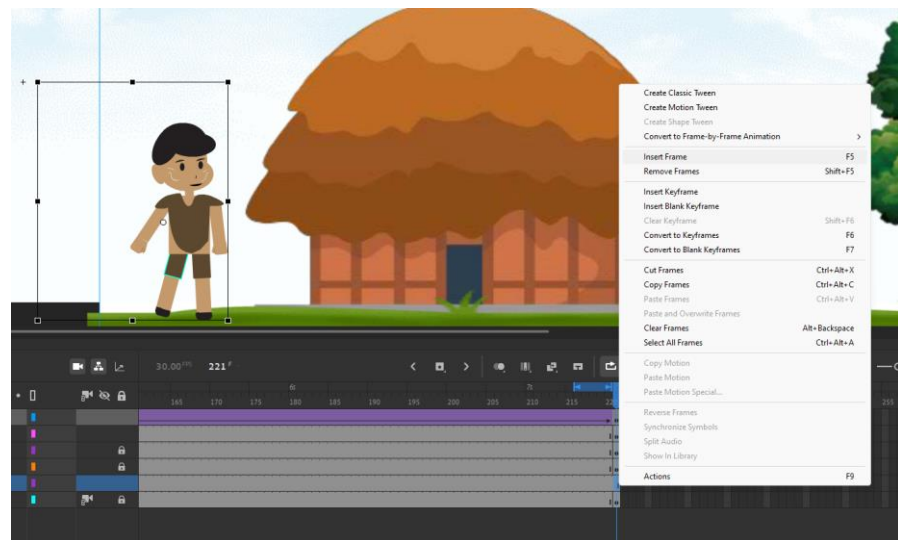 Create Classic Tween
Create Motion Tween
Create Shape Tween
Convert to Frame-by-Frame Animation
Insert Frame F5
Remove Frames Shift+F5
Insert Keyframe
Insert Blank Keyframe
Clear Keyframe Shift+F6
Convert to Keyframes F6
Convert to Blank Keyframes F7
Cut Frames Ctrl+Alt+X
Copy Frames Ctrl+Alt+C
Paste Frames Ctrl+Alt+V
Paste and Overwrite Frames
Clear Frames Alt+Backspace
Select All Frames Ctrl+Alt+A
Copy Motion
Paste Motion
Paste Motion Special...
Reverse Frames
Synchronize Symbols
Split Audio
Show In Library
Actions F9
30.00 FPS 221 F
6s 7s
165 170 175 180 185 190 195 200 205 210 215 255